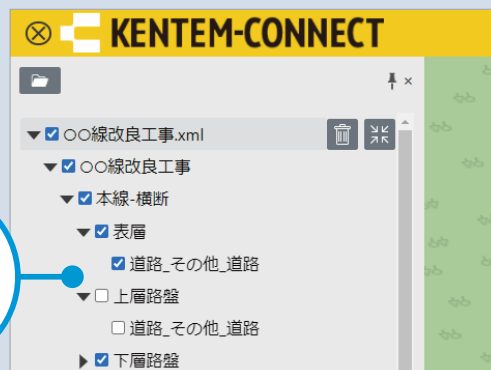 KENTEM-CONNECT
○○線改良工事.xml
○○線改良工事
本線-横断
表層
道路_その他_道路
上層路盤
道路_その他_道路
下層路盤